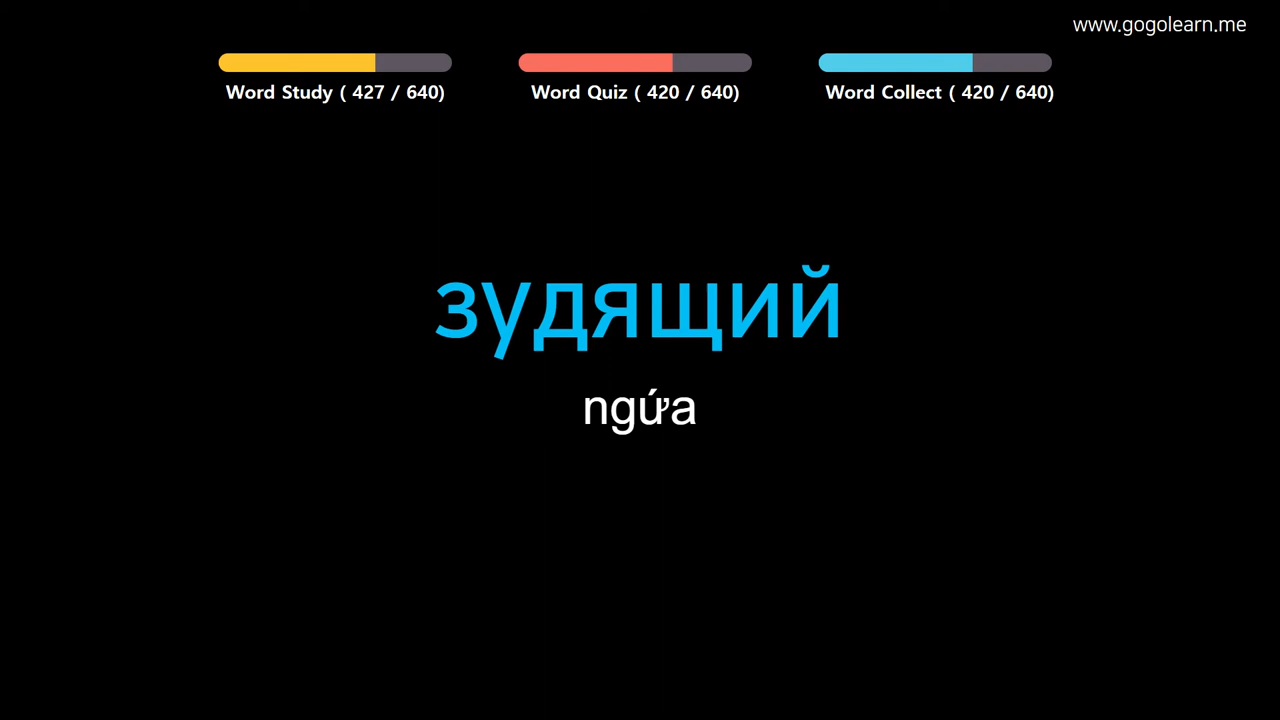 www.gogolearn.me
Word Study ( 427 / 640)
Word Quiz ( 420 / 640)
Word Collect ( 420 / 640)
зудящий
ngứa